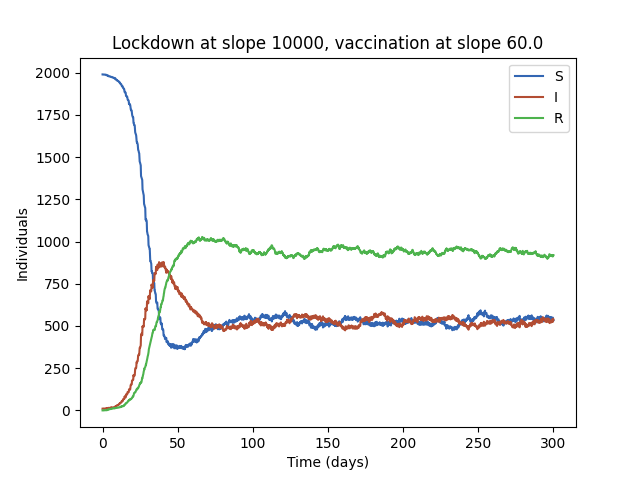 Lockdown at slope 10000, vaccination at slope 60.0
S
I
R
Individuals
2000
1750
1500
1250
1000
750
500
250
0
0 50 100 150 200 250 300
Time (days)